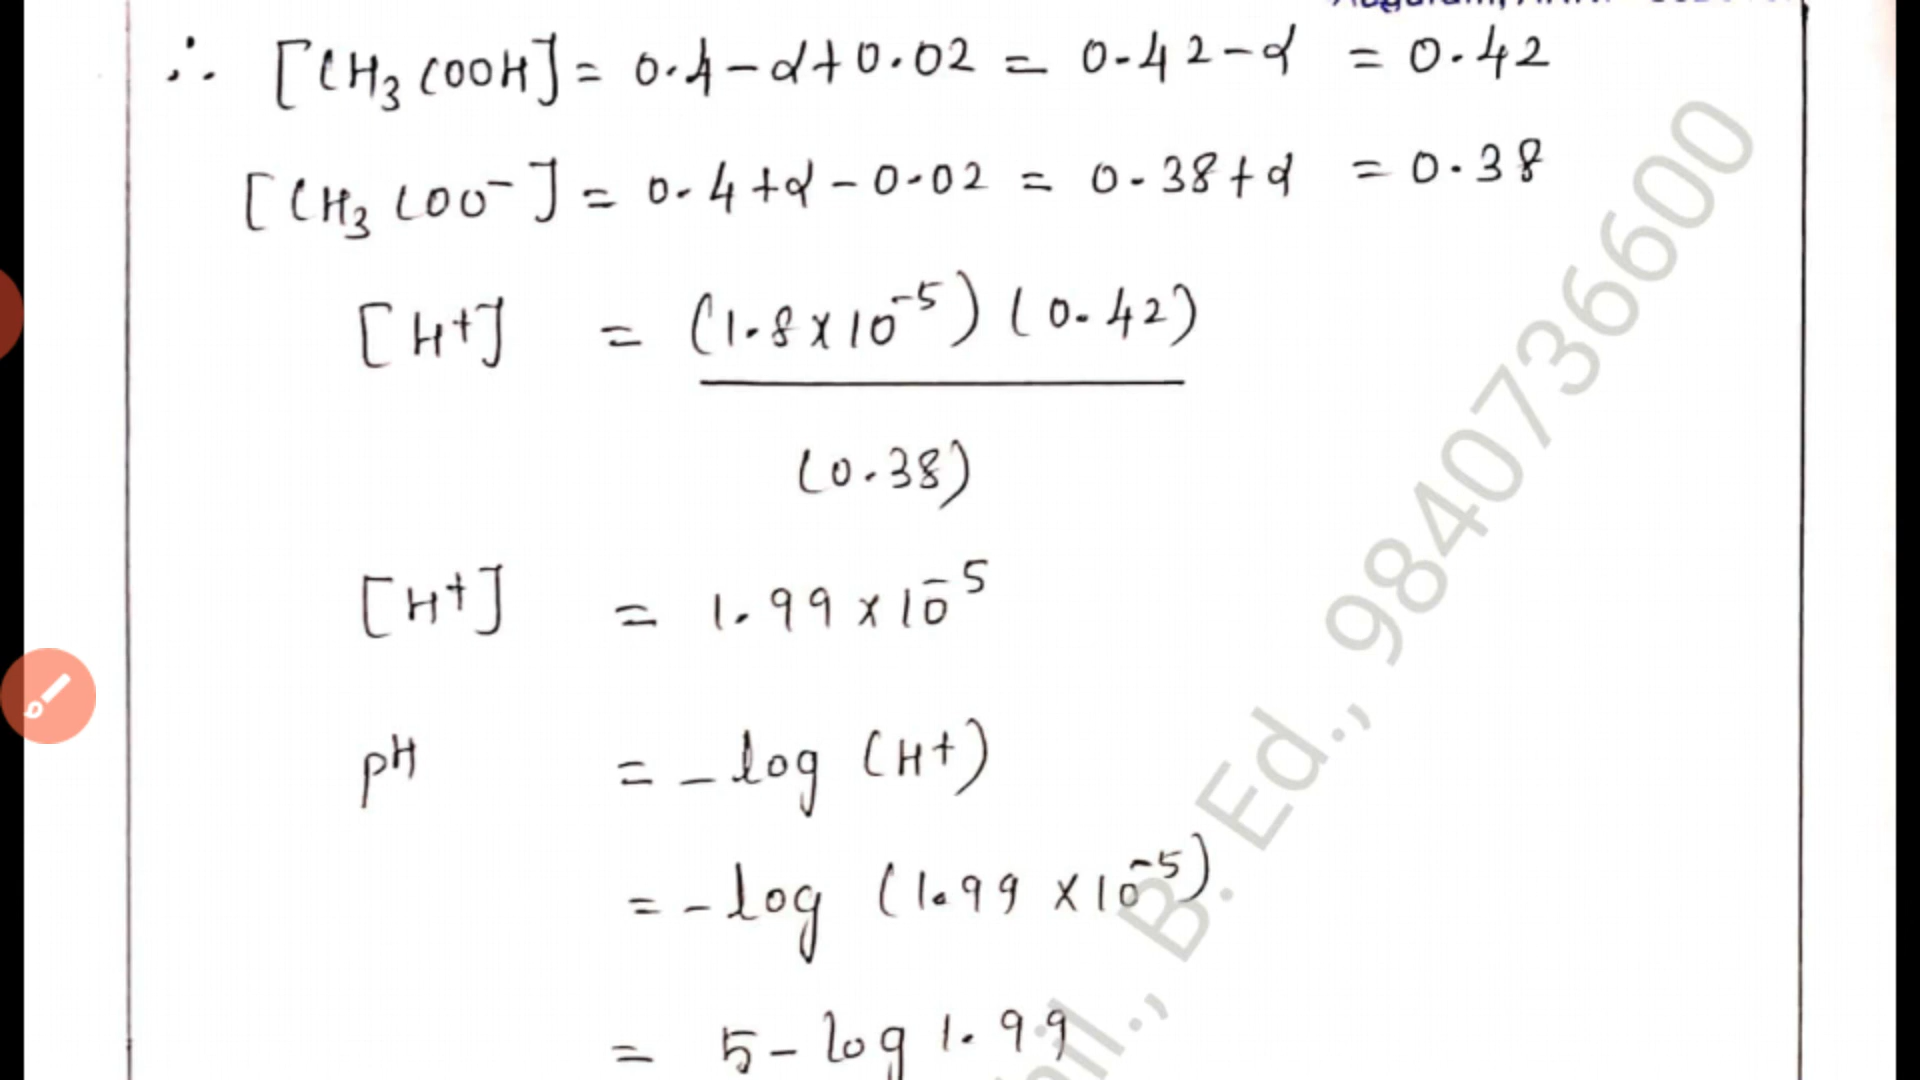 ∴ [CH₃COOH] = 0.4 - α + 0.02 = 0.42 - α = 0.42
[CH₃COO⁻] = 0.4 + α - 0.02 = 0.38 + α = 0.38
[H⁺] = (1.8 × 10⁻⁵) (0.42)
(0.38)
[H⁺] = 1.99 × 10⁻⁵
pH = - log (H⁺)
= - log (1.99 × 10⁻⁵)
= 5 - log 1.99
B. Ed., 9840736600